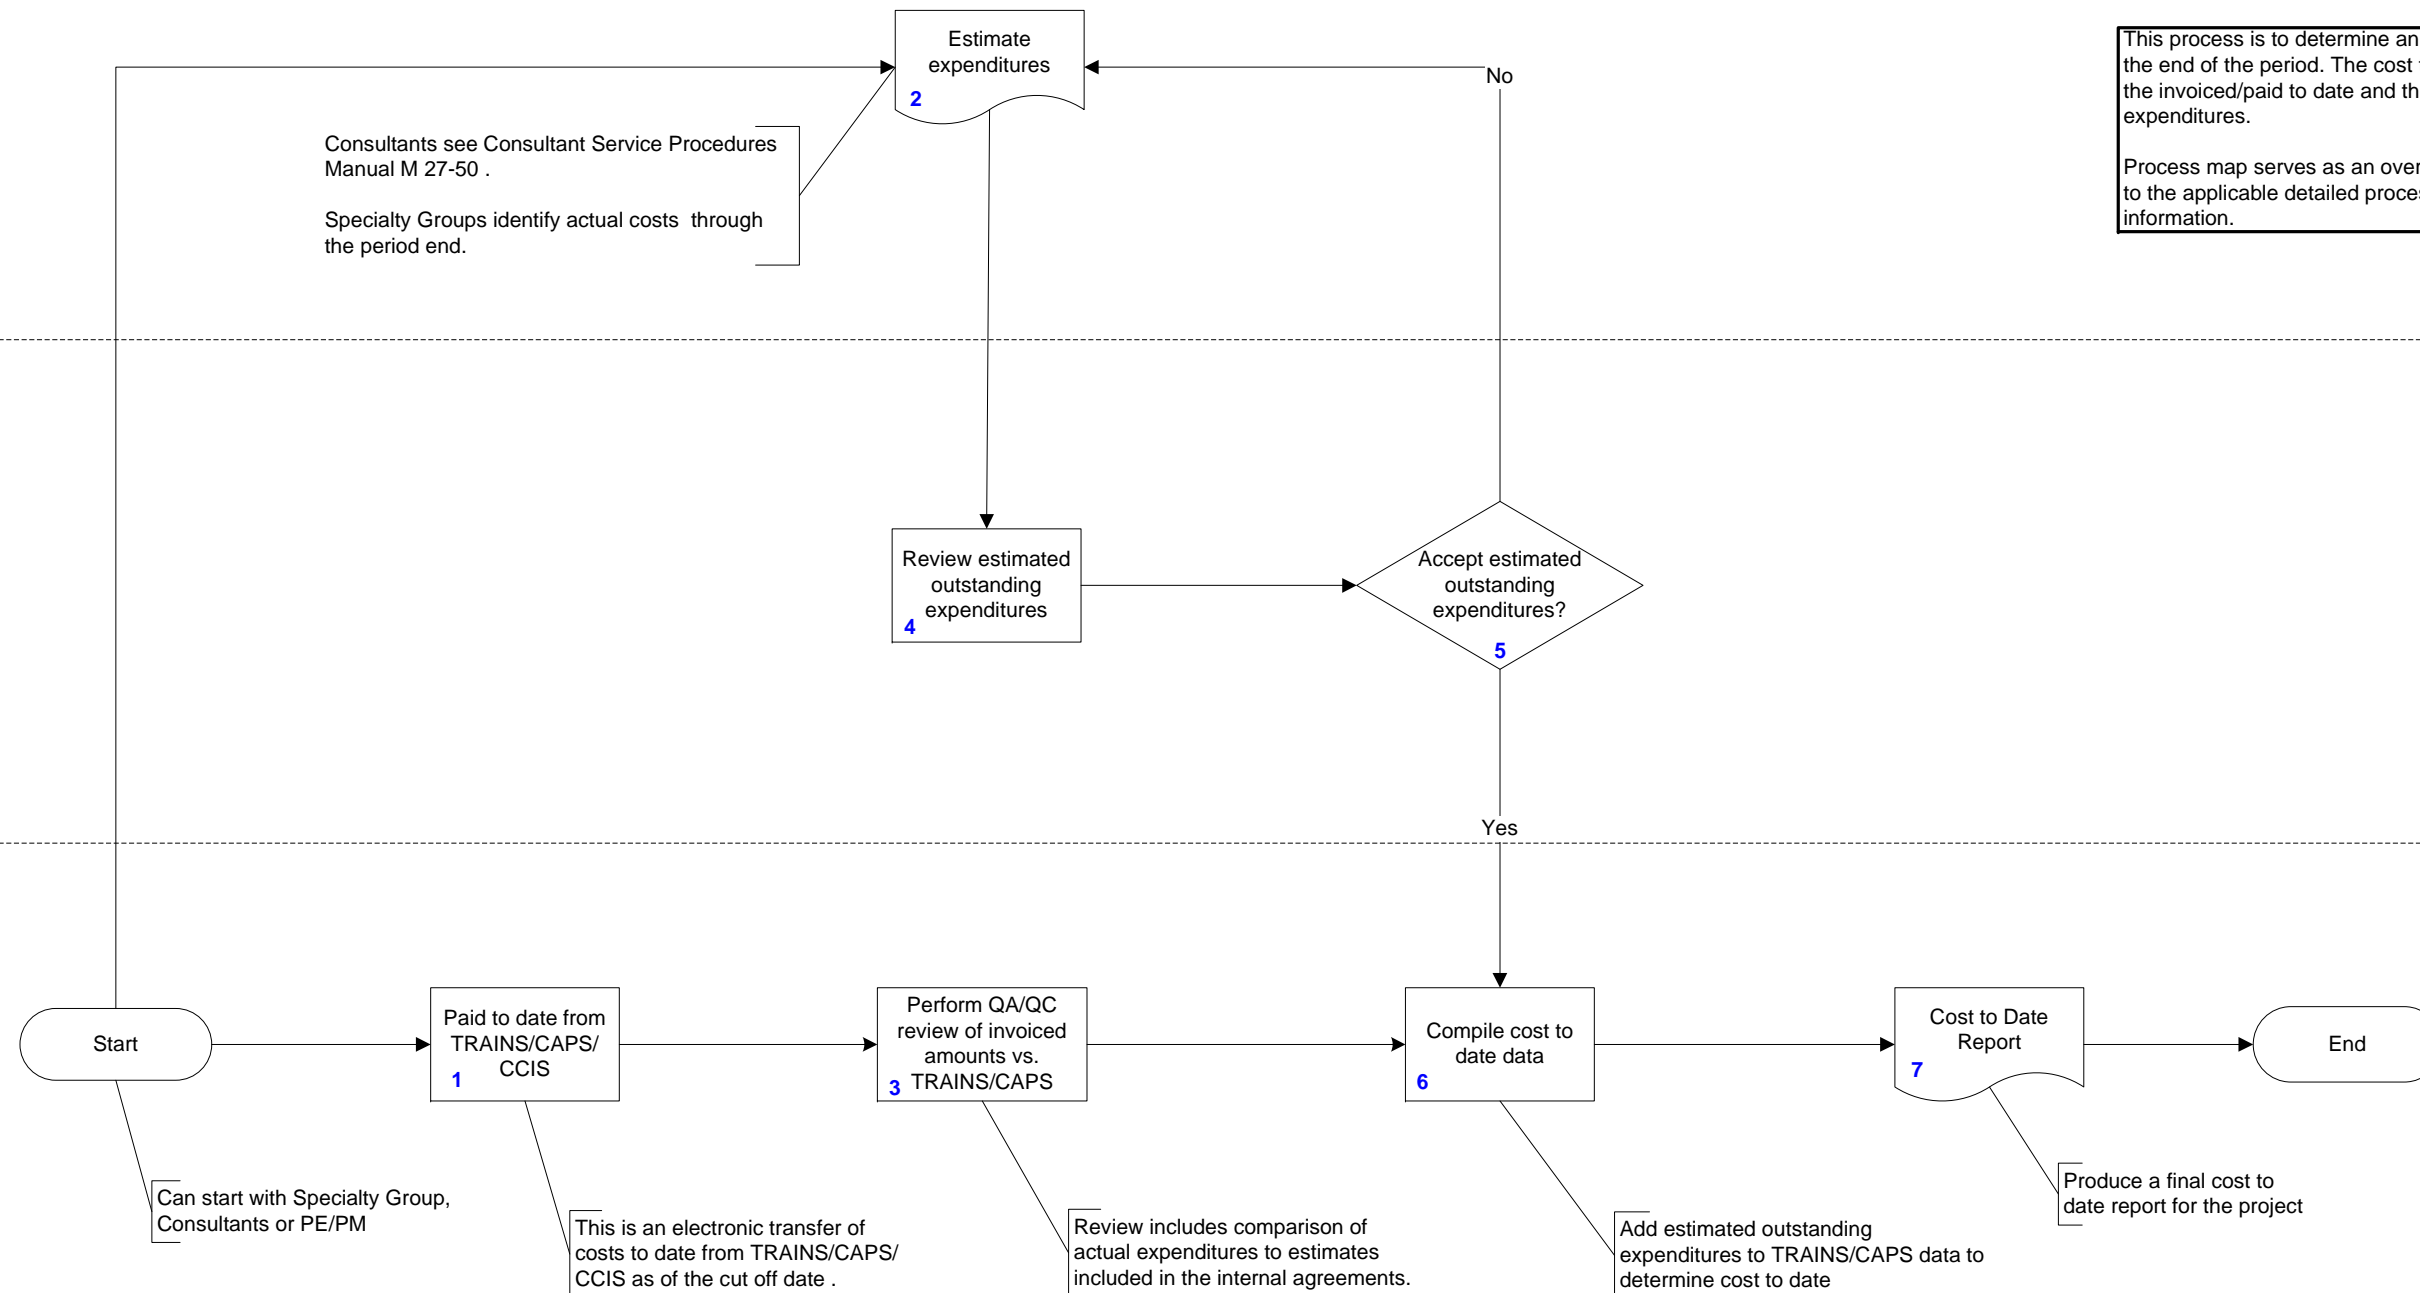 Estimate
expenditures
2
No
This process is to determine an
the end of the period. The cost
the invoiced/paid to date and th
expenditures.
Process map serves as an over
to the applicable detailed proces
information.
Consultants see Consultant Service Procedures
Manual M 27-50 .
Specialty Groups identify actual costs  through
the period end.
Review estimated
outstanding
expenditures
4
Accept estimated
outstanding
expenditures?
5
Yes
Start
Paid to date from
TRAINS/CAPS/
CCIS
1
Perform QA/QC
review of invoiced
amounts vs.
TRAINS/CAPS
3
Compile cost to
date data
6
Cost to Date
Report
7
End
Can start with Specialty Group,
Consultants or PE/PM
This is an electronic transfer of
costs to date from TRAINS/CAPS/
CCIS as of the cut off date .
Review includes comparison of
actual expenditures to estimates
included in the internal agreements.
Add estimated outstanding
expenditures to TRAINS/CAPS data to
determine cost to date
Produce a final cost to
date report for the project